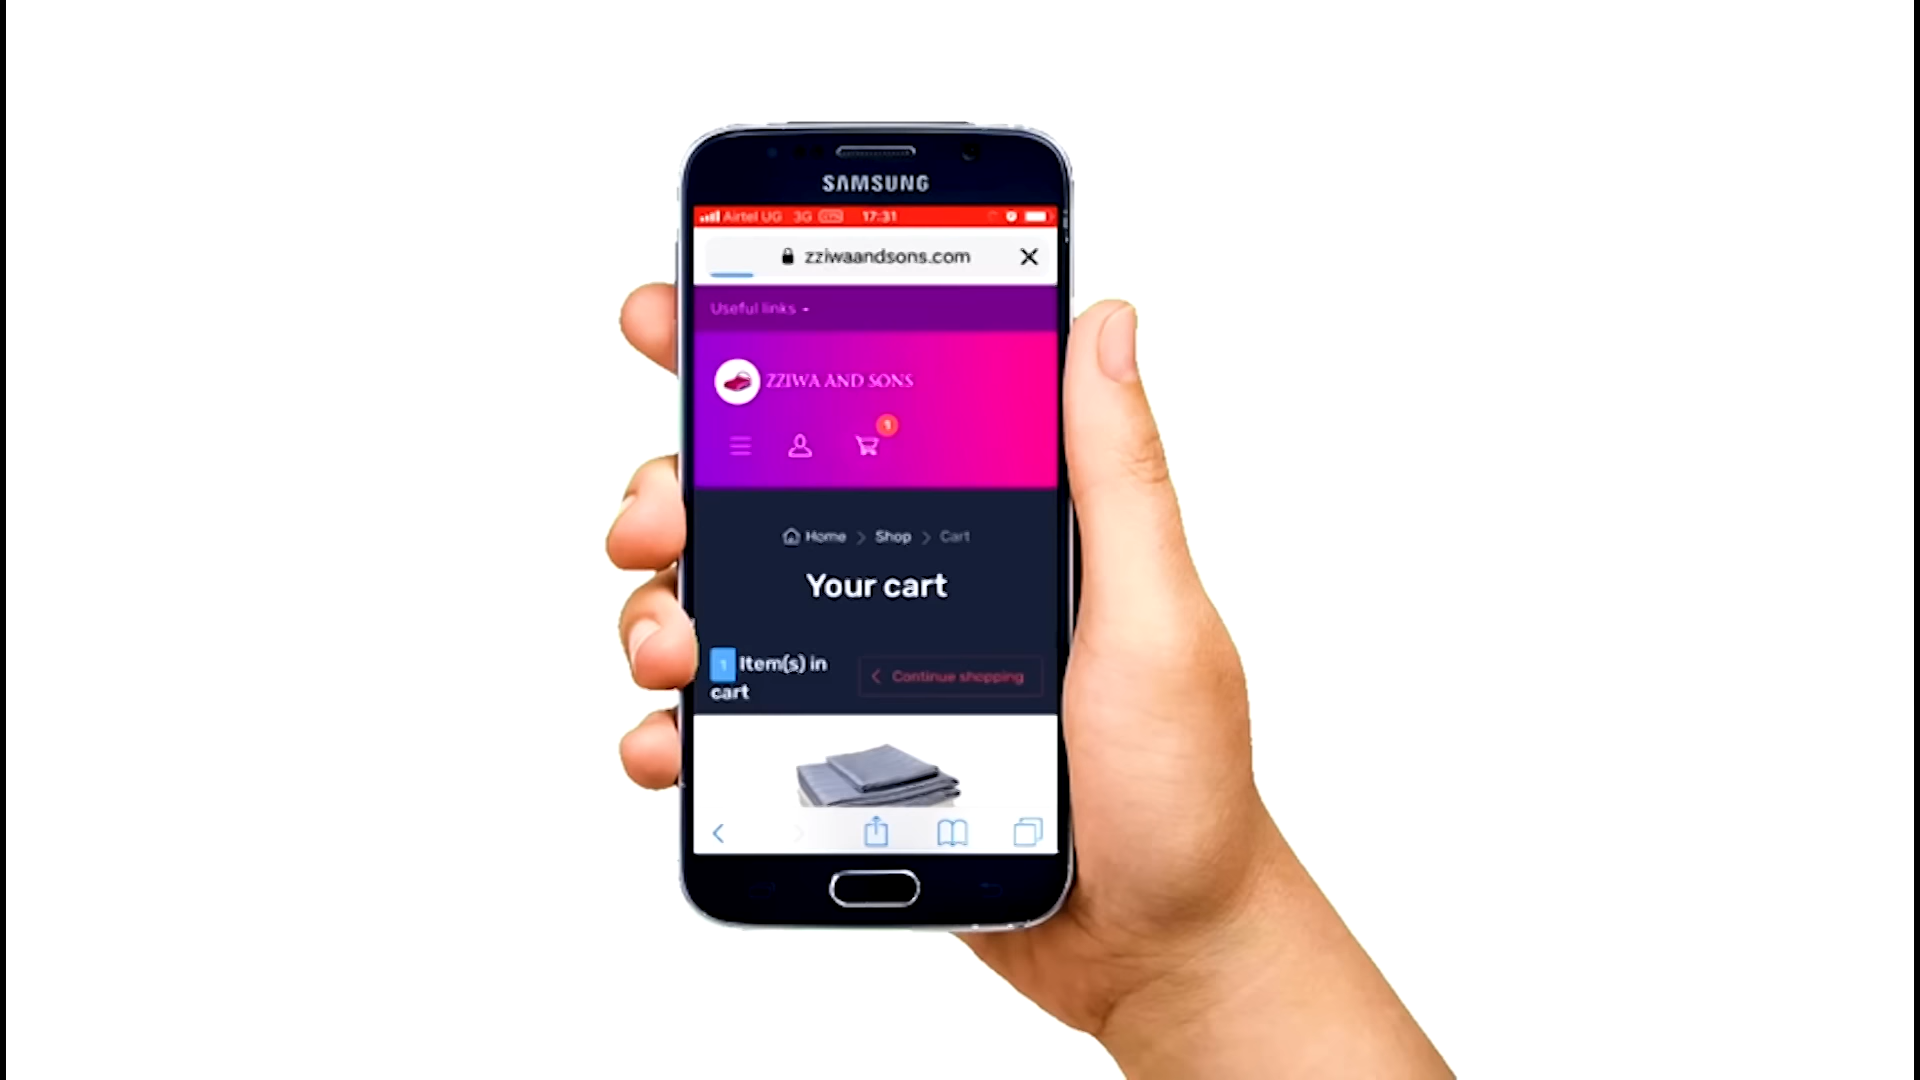 SAMSUNG
Airtel UG 3G 17:31
zziwaandsons.com
Useful links
ZZIWA AND SONS
1
Home > Shop > Cart
Your cart
1 Item(s) in
cart
Continue shopping